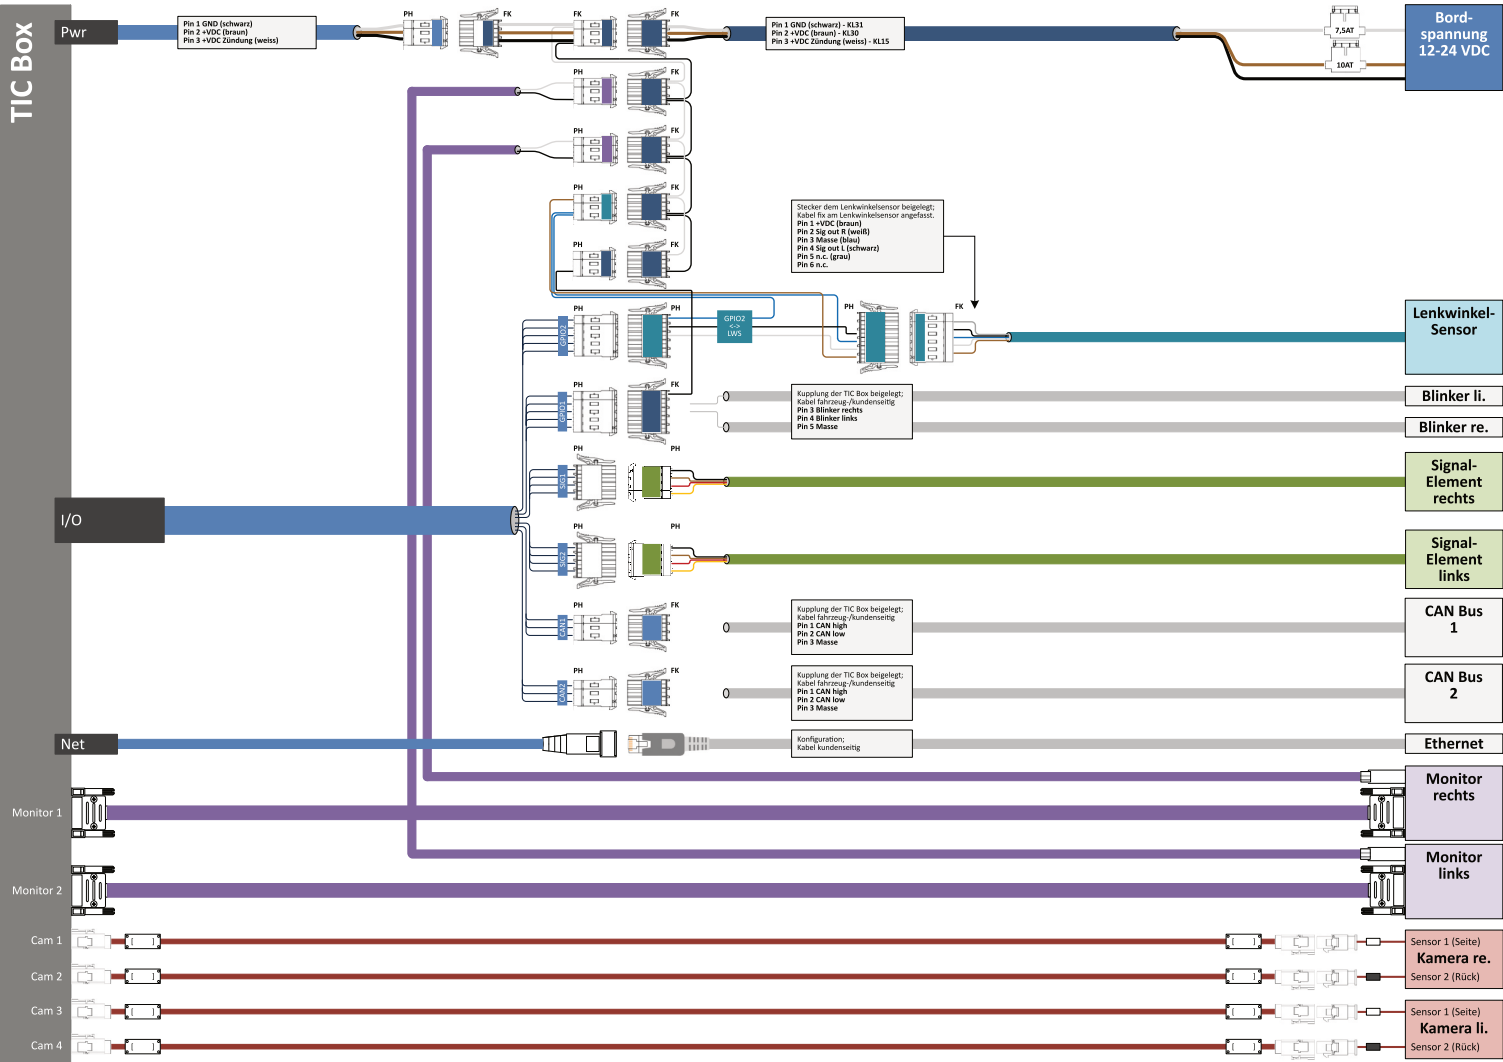 TIC Box
Pwr
Pin 1 GND (schwarz)
Pin 2 +VDC (braun)
Pin 3 +VDC Zündung (weiss)
PH
FK
FK
FK
Pin 1 GND (schwarz) - KL31
Pin 2 +VDC (braun) - KL30
Pin 3 +VDC Zündung (weiss) - KL15
7,5AT
10AT
Bord-
spannung
12-24 VDC
PH
FK
PH
FK
PH
FK
PH
FK
Stecker dem Lenkwinkelsensor beigelegt;
Kabel fix am Lenkwinkelsensor angefasst.
Pin 1 +VDC (braun)
Pin 2 Sig out R (weiß)
Pin 3 Masse (blau)
Pin 4 Sig out L (schwarz)
Pin 5 n.c. (grau)
Pin 6 n.c.
PH
PH
GPIO2
GPIO2
<->
LWS
PH
FK
Lenkwinkel-
Sensor
PH
FK
GPIO1
Kupplung der TIC Box beigelegt;
Kabel fahrzeug-/kundenseitig
Pin 3 Blinker rechts
Pin 4 Blinker links
Pin 5 Masse
Blinker li.
Blinker re.
PH
PH
SIG1
Signal-
Element
rechts
I/O
PH
PH
SIG2
Signal-
Element
links
PH
FK
CAN1
Kupplung der TIC Box beigelegt;
Kabel fahrzeug-/kundenseitig
Pin 1 CAN high
Pin 2 CAN low
Pin 3 Masse
CAN Bus
1
PH
FK
CAN2
Kupplung der TIC Box beigelegt;
Kabel fahrzeug-/kundenseitig
Pin 1 CAN high
Pin 2 CAN low
Pin 3 Masse
CAN Bus
2
Net
Konfiguration;
Kabel kundenseitig
Ethernet
Monitor 1
Monitor
rechts
Monitor 2
Monitor
links
Cam 1
Sensor 1 (Seite)
Kamera re.
Cam 2
Sensor 2 (Rück)
Cam 3
Sensor 1 (Seite)
Kamera li.
Cam 4
Sensor 2 (Rück)